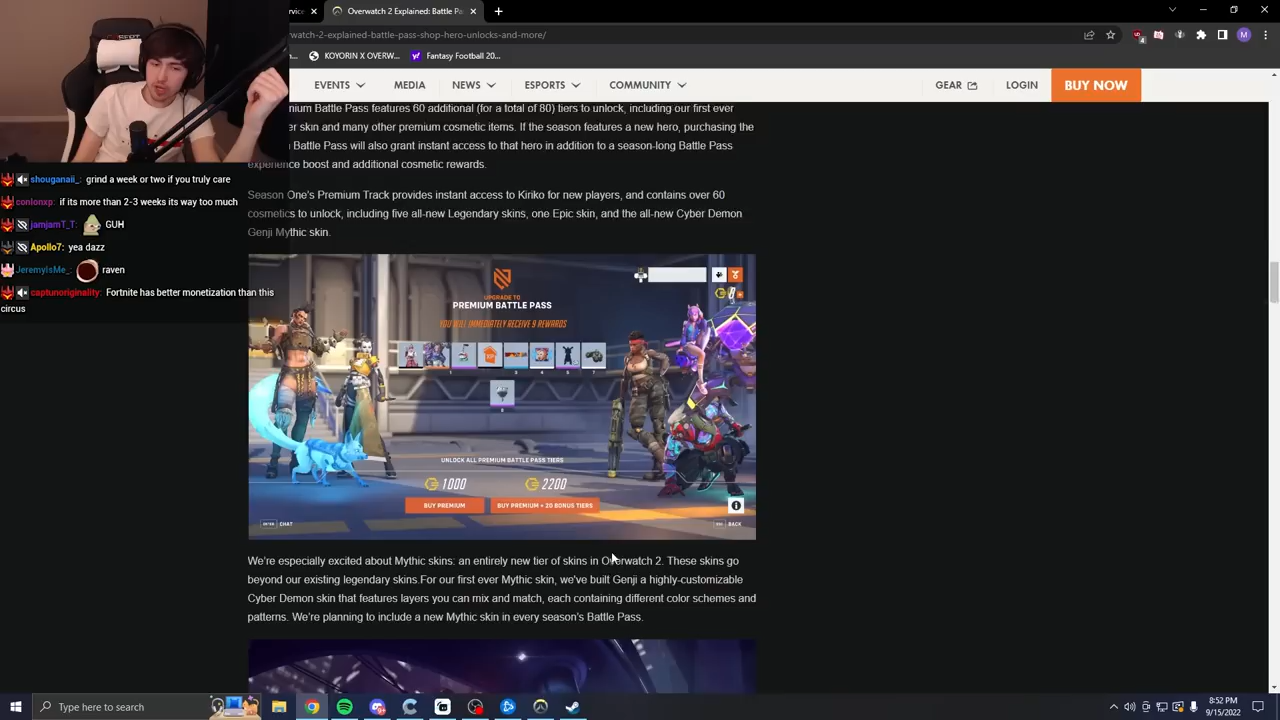 ervice
Overwatch 2 Explained: Battle Pa
watch-2-explained-battle-pass-shop-hero-unlocks-and-more/
KOYORIN X OVERW...
Fantasy Football 20...
EVENTS
MEDIA
NEWS
ESPORTS
COMMUNITY
GEAR
LOGIN
BUY NOW
mium Battle Pass features 60 additional (for a total of 80) tiers to unlock, including our first ever
er skin and many other premium cosmetic items. If the season features a new hero, purchasing the
Battle Pass will also grant instant access to that hero in addition to a season-long Battle Pass
experience boost and additional cosmetic rewards.
shouganaii_: grind a week or two if you truly care
conlonxp: if its more than 2-3 weeks its way too much
jamjamT_T: GUH
Apollo7: yea dazz
JeremyIsMe_: raven
captunoriginality: Fortnite has better monetization than this
circus
Season One's Premium Track provides instant access to Kiriko for new players, and contains over 60
cosmetics to unlock, including five all-new Legendary skins, one Epic skin, and the all-new Cyber Demon
Genji Mythic skin.
UPGRADE TO
PREMIUM BATTLE PASS
YOU WILL IMMEDIATELY RECEIVE 9 REWARDS
UNLOCK ALL PREMIUM BATTLE PASS TIERS
1000
2200
BUY PREMIUM
BUY PREMIUM + 20 BONUS TIERS
ENTER CHAT
ESC BACK
We're especially excited about Mythic skins: an entirely new tier of skins in Overwatch 2. These skins go
beyond our existing legendary skins.For our first ever Mythic skin, we've built Genji a highly-customizable
Cyber Demon skin that features layers you can mix and match, each containing different color schemes and
patterns. We're planning to include a new Mythic skin in every season's Battle Pass.
Type here to search
8:52 PM
9/15/2022